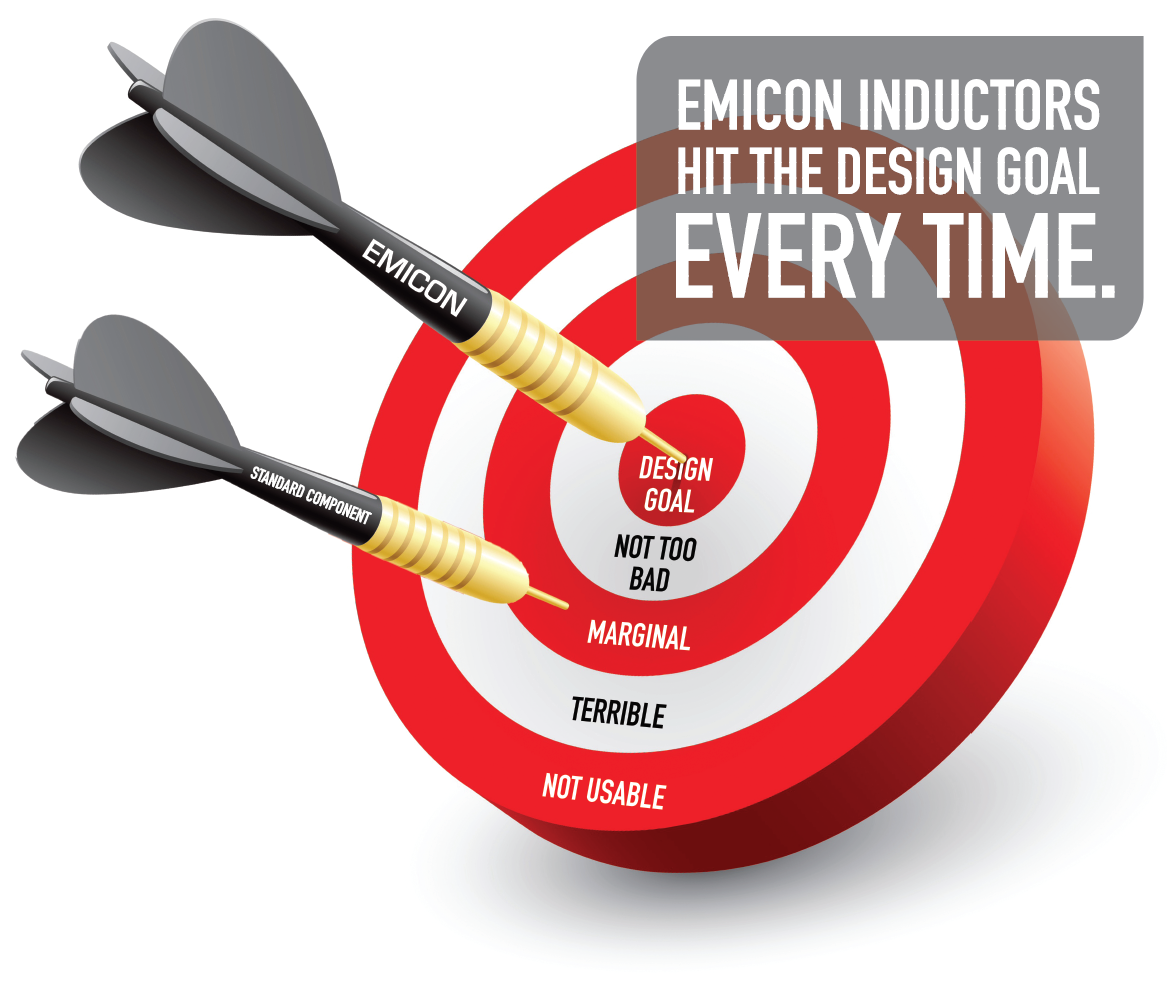 EMICON INDUCTORS
HIT THE DESIGN GOAL
EVERY TIME.
EMICON
STANDARD COMPONENT
DESIGN
GOAL
NOT TOO
BAD
MARGINAL
TERRIBLE
NOT USABLE